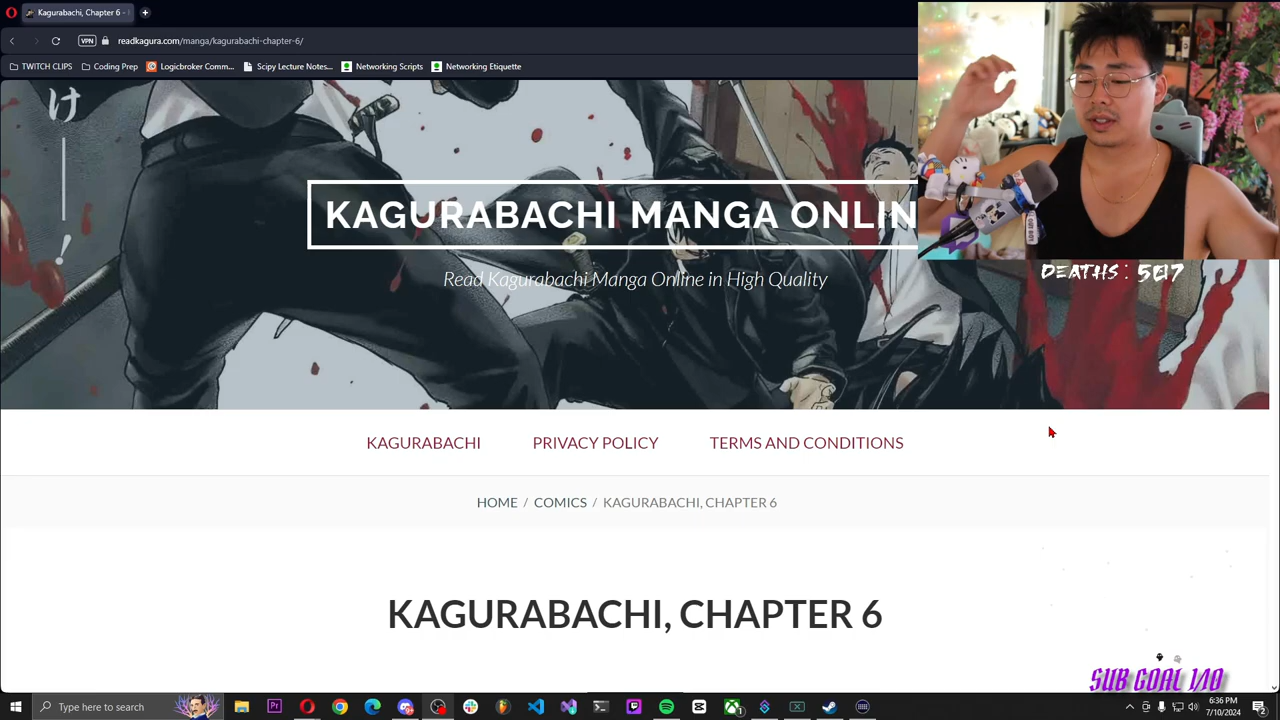 Kagurabachi, Chapter 6 -
VPN
readkagura.com/manga/kagurabachi-chapter-6/
TWITCH CLIPS
Coding Prep
Logicbroker Com...
Scipy Lecture Notes...
Networking Scripts
Networking Etiquette
け
KAGURABACHI MANGA ONLIN
Read Kagurabachi Manga Online in High Quality
DEATHS : 507
KAGURABACHI
PRIVACY POLICY
TERMS AND CONDITIONS
HOME / COMICS / KAGURABACHI, CHAPTER 6
KAGURABACHI, CHAPTER 6
SUB GOAL 1/10
Type here to search
6:36 PM
7/10/2024